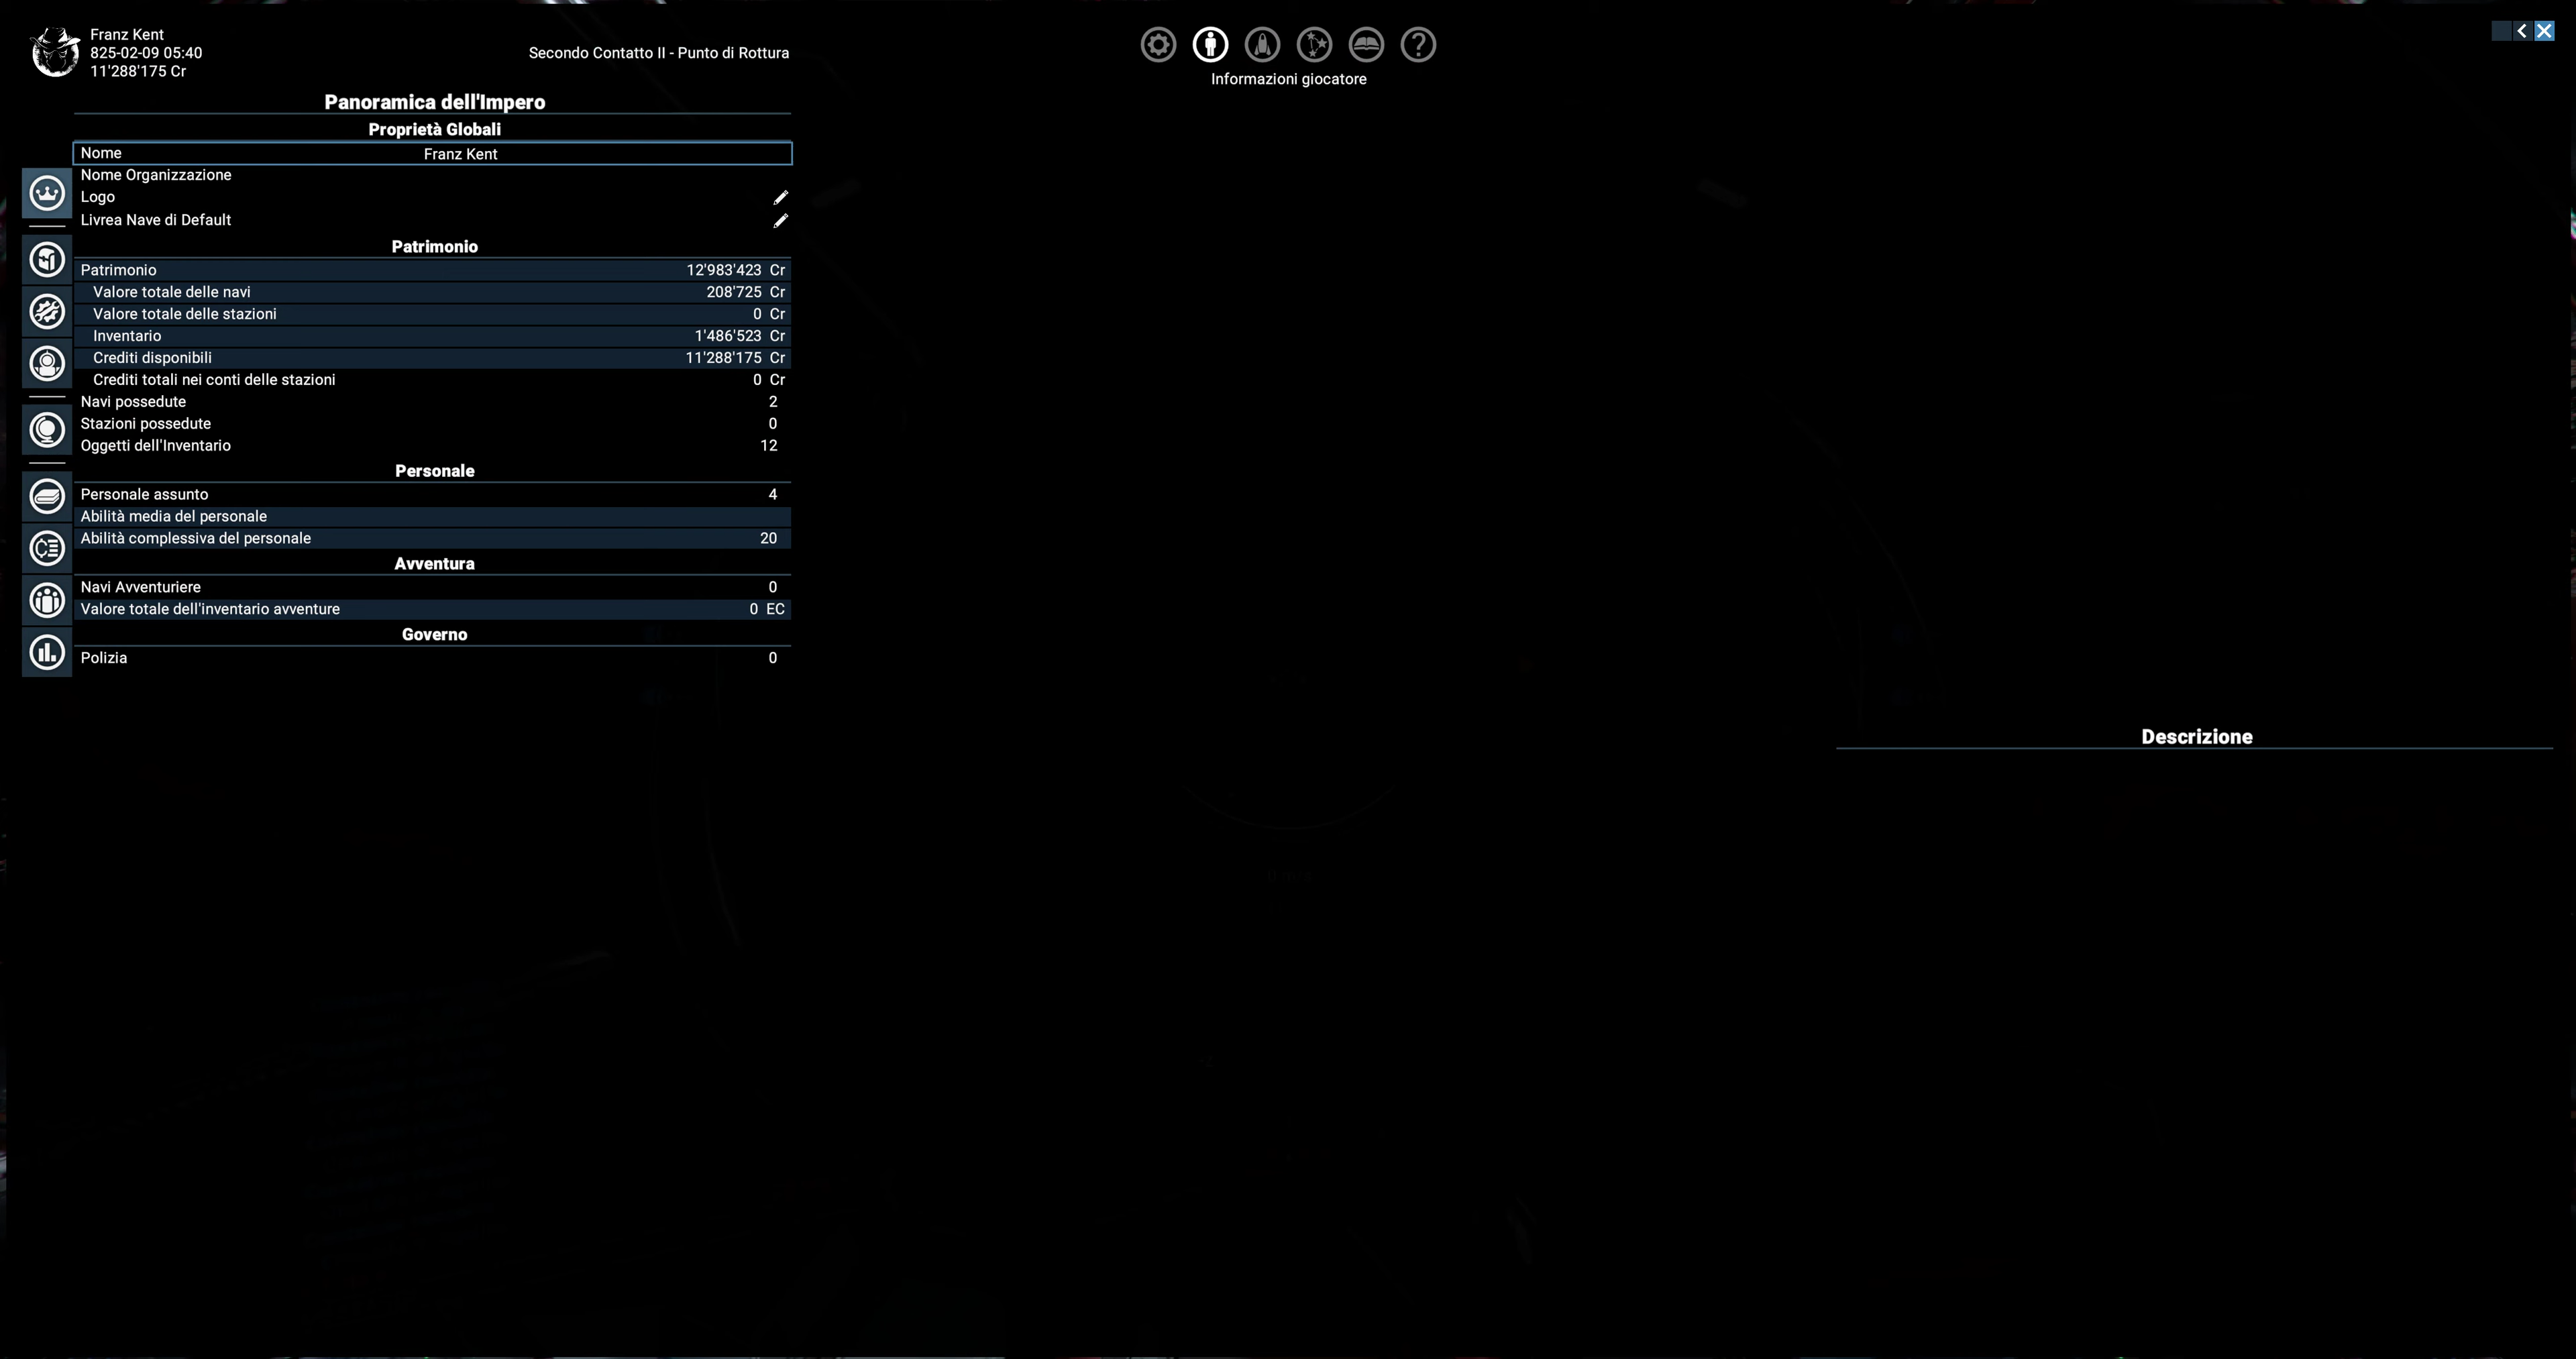 Franz Kent
825-02-09 05:40
11'288'175 Cr
Secondo Contatto II - Punto di Rottura
Informazioni giocatore
Panoramica dell'Impero
Proprietà Globali
Nome Franz Kent
Nome Organizzazione
Logo
Livrea Nave di Default
Patrimonio
Patrimonio 12'983'423 Cr
Valore totale delle navi 208'725 Cr
Valore totale delle stazioni 0 Cr
Inventario 1'486'523 Cr
Crediti disponibili 11'288'175 Cr
Crediti totali nei conti delle stazioni 0 Cr
Navi possedute 2
Stazioni possedute 0
Oggetti dell'Inventario 12
Personale
Personale assunto 4
Abilità media del personale
Abilità complessiva del personale 20
Avventura
Navi Avventuriere 0
Valore totale dell'inventario avventure 0 EC
Governo
Polizia 0
Descrizione